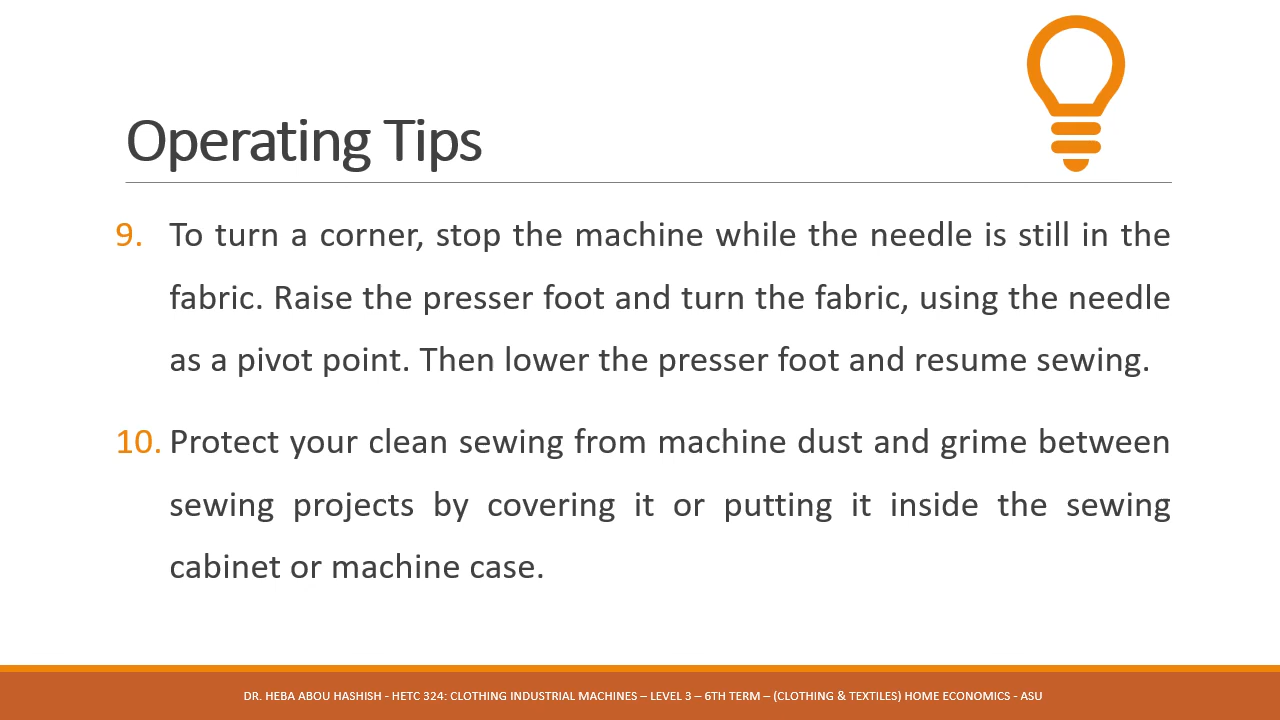 Operating Tips
9. To turn a corner, stop the machine while the needle is still in the
fabric. Raise the presser foot and turn the fabric, using the needle
as a pivot point. Then lower the presser foot and resume sewing.
10. Protect your clean sewing from machine dust and grime between
sewing projects by covering it or putting it inside the sewing
cabinet or machine case.
DR. HEBA ABOU HASHISH - HETC 324: CLOTHING INDUSTRIAL MACHINES – LEVEL 3 – 6TH TERM – (CLOTHING & TEXTILES) HOME ECONOMICS - ASU